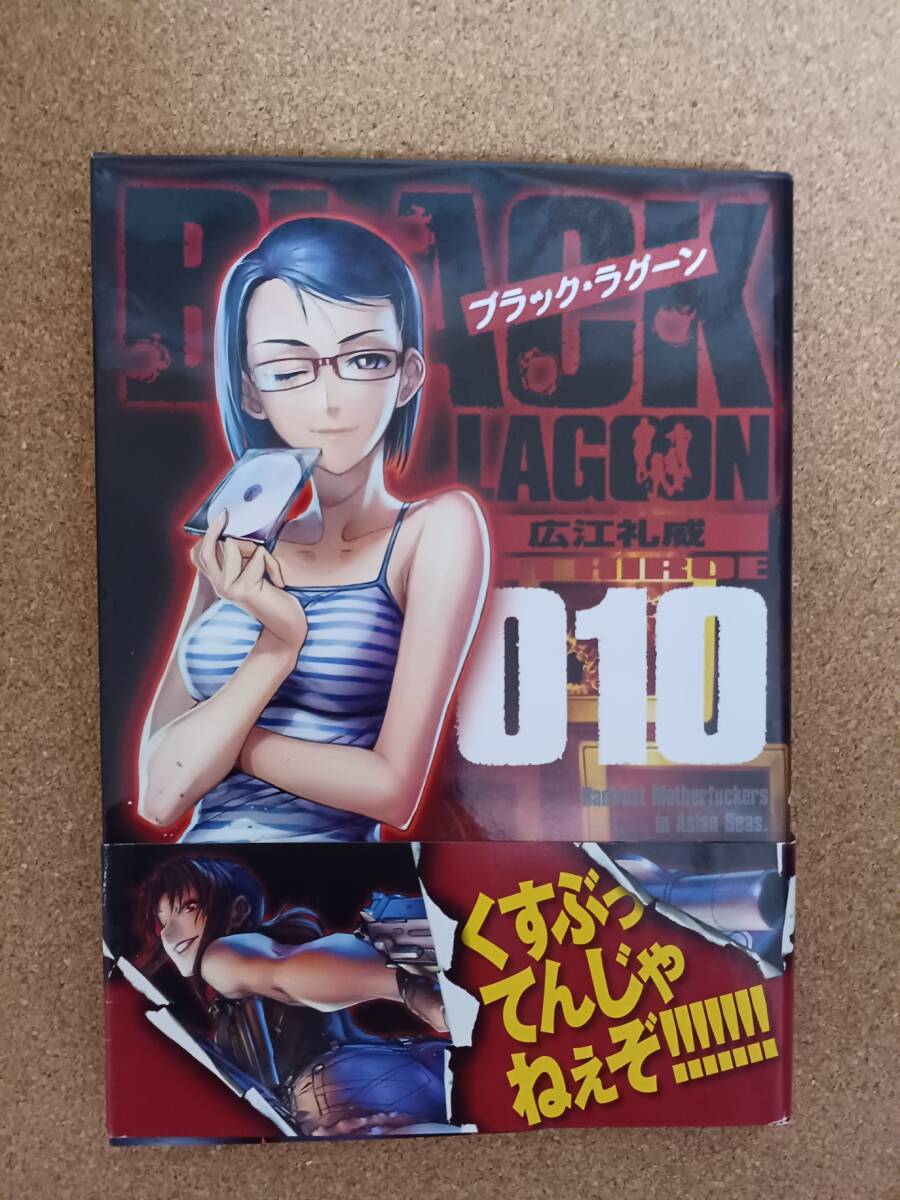 BLACK
ブラック・ラグーン
LAGOON
広江礼威
HIROE
010
Baddest Motherfuckers
in Asian Seas.
くすぶっ
てんじゃ
ねぇぞ!!!!!!!